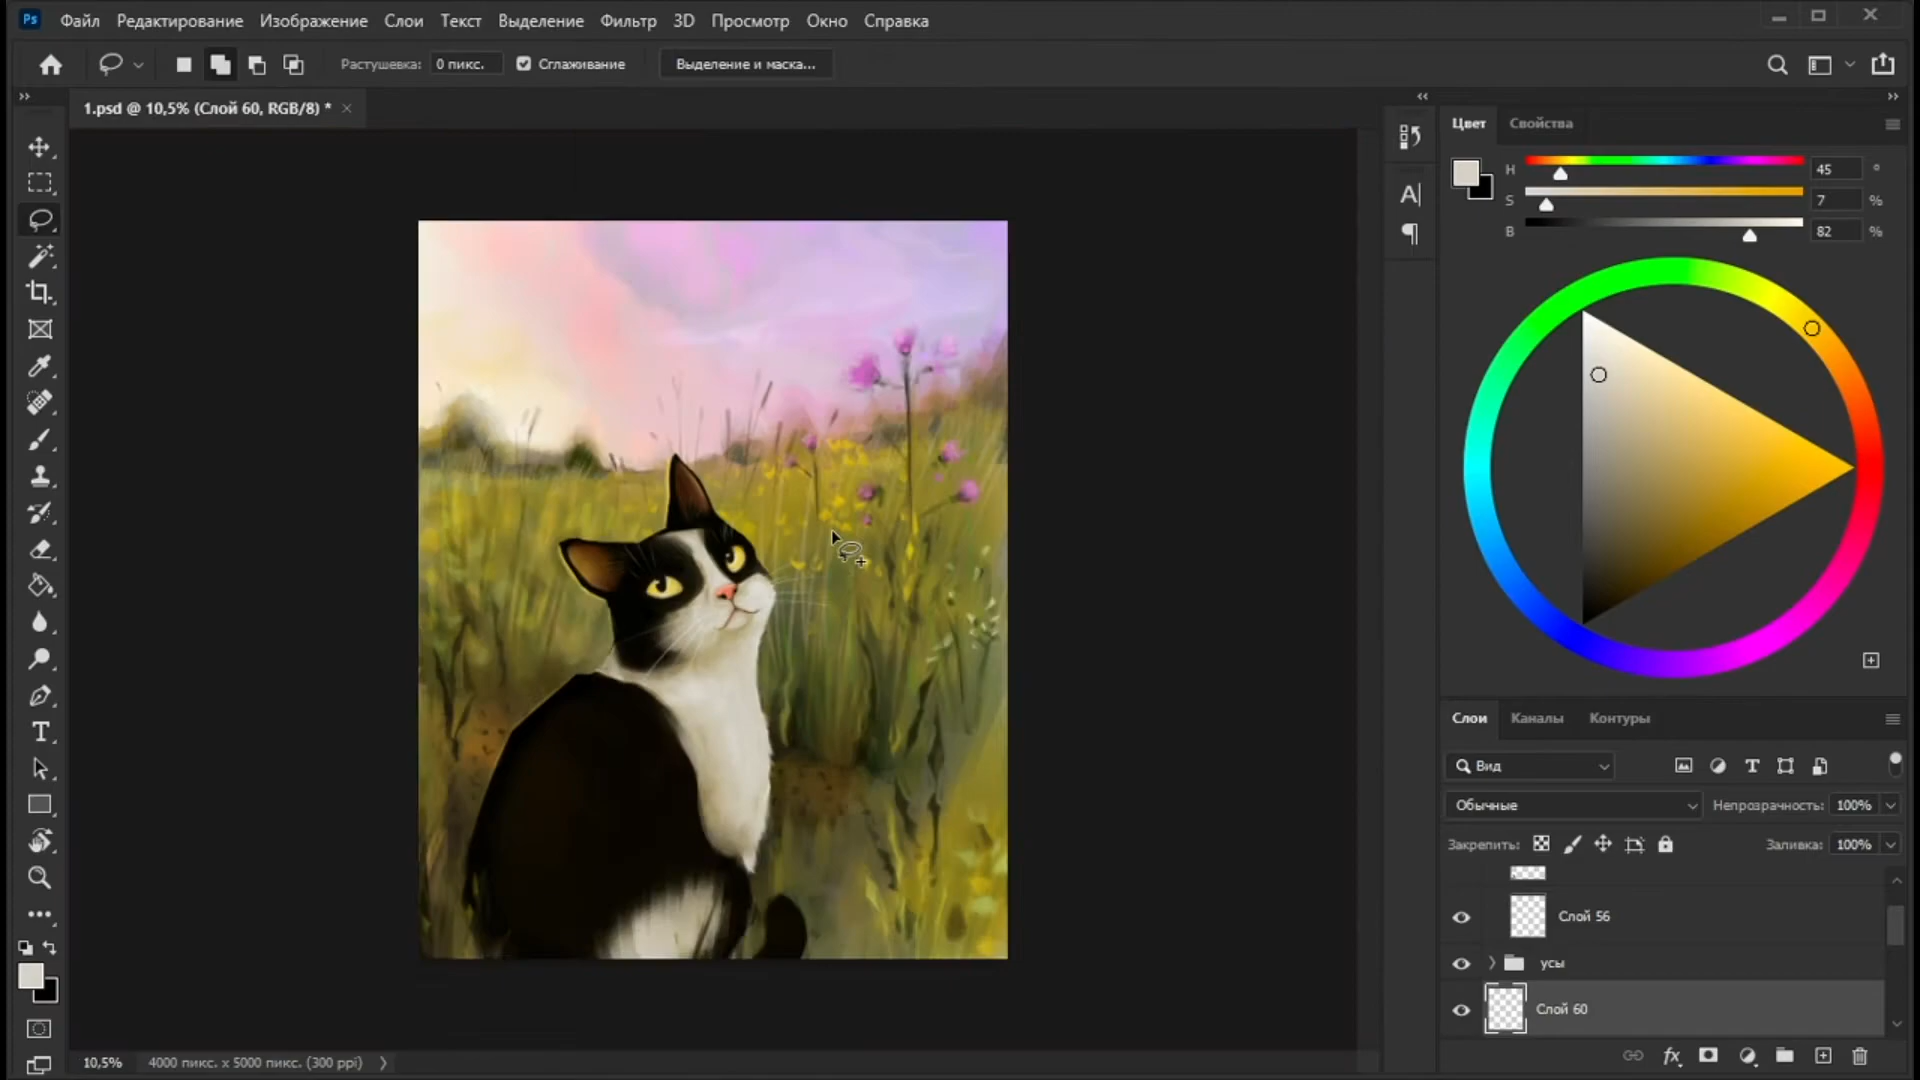 Ps Файл Редактирование Изображение Слои Текст Выделение Фильтр 3D Просмотр Окно Справка
Растушевка: 0 пикс. Сглаживание Выделение и маска...
1.psd @ 10,5% (Слой 60, RGB/8) *
Цвет Свойства
H 45 °
S 7 %
B 82 %
Слои Каналы Контуры
Вид
Обычные Непрозрачность: 100%
Закрепить: Заливка: 100%
Слой 56
усы
Слой 60
10,5% 4000 пикс. x 5000 пикс. (300 ppi)